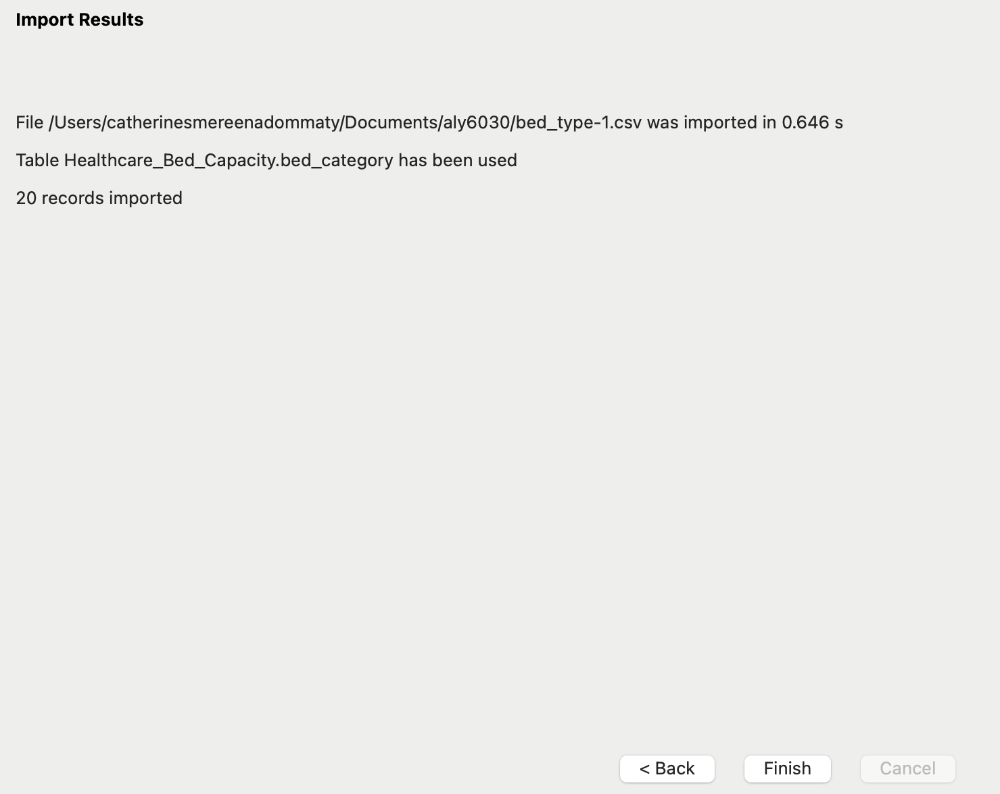 Import Results
File /Users/catherinesmereenadommaty/Documents/aly6030/bed_type-1.csv was imported in 0.646 s
Table Healthcare_Bed_Capacity.bed_category has been used
20 records imported
< Back Finish Cancel